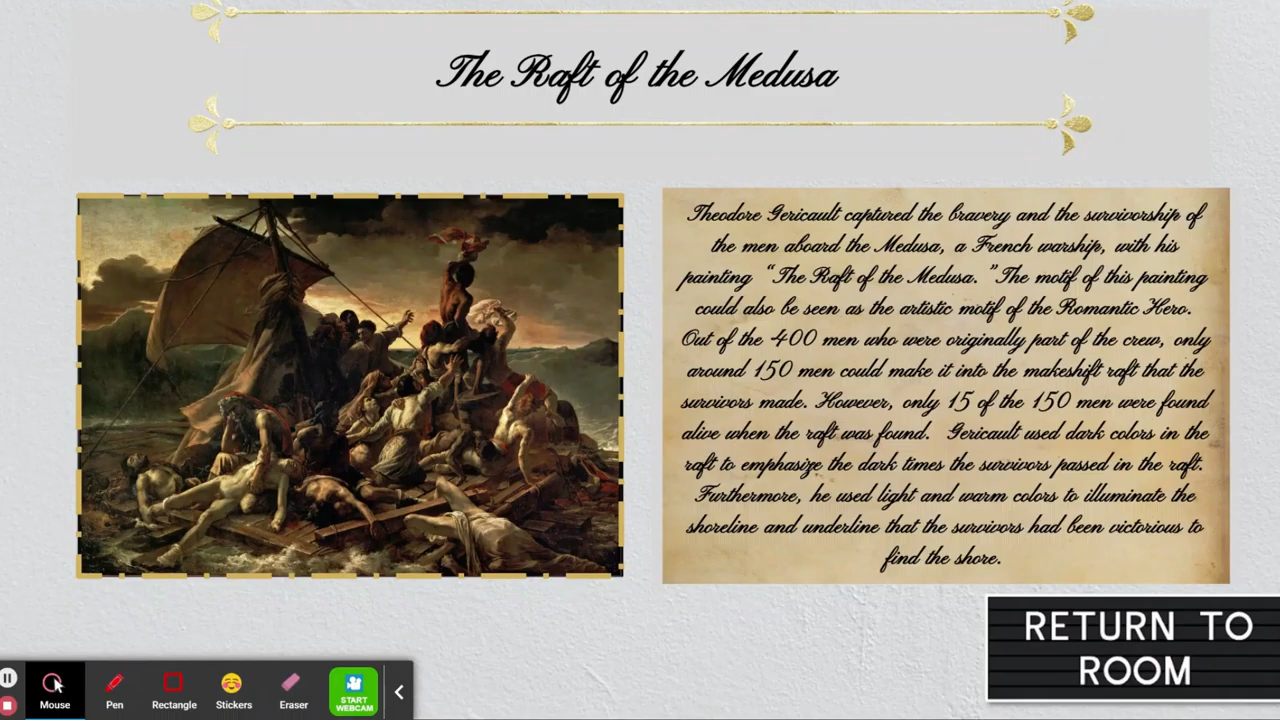 The Raft of the Medusa
Theodore Gericault captured the bravery and the survivorship of
the men aboard the Medusa, a French warship, with his
painting “The Raft of the Medusa.” The motif of this painting
could also be seen as the artistic motif of the Romantic Hero.
Out of the 400 men who were originally part of the crew, only
around 150 men could make it into the makeshift raft that the
survivors made. However, only 15 of the 150 men were found
alive when the raft was found. Gericault used dark colors in the
raft to emphasize the dark times the survivors passed in the raft.
Furthermore, he used light and warm colors to illuminate the
shoreline and underline that the survivors had been victorious to
find the shore.
RETURN TO
ROOM
Mouse
Pen
Rectangle
Stickers
Eraser
START
WEBCAM